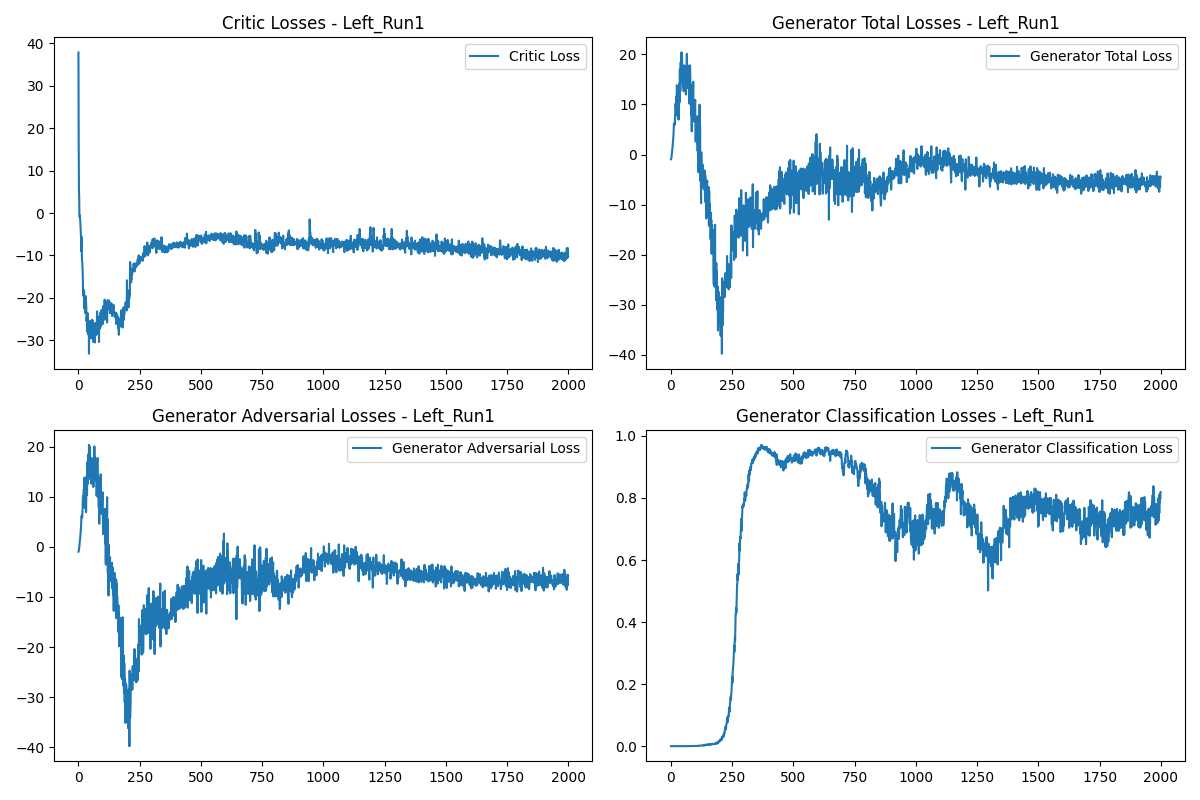 Critic Losses - Left_Run1
Critic Loss
40
30
20
10
0
−10
−20
−30
0 250 500 750 1000 1250 1500 1750 2000
Generator Total Losses - Left_Run1
Generator Total Loss
20
10
0
−10
−20
−30
−40
0 250 500 750 1000 1250 1500 1750 2000
Generator Adversarial Losses - Left_Run1
Generator Adversarial Loss
20
10
0
−10
−20
−30
−40
0 250 500 750 1000 1250 1500 1750 2000
Generator Classification Losses - Left_Run1
Generator Classification Loss
1.0
0.8
0.6
0.4
0.2
0.0
0 250 500 750 1000 1250 1500 1750 2000